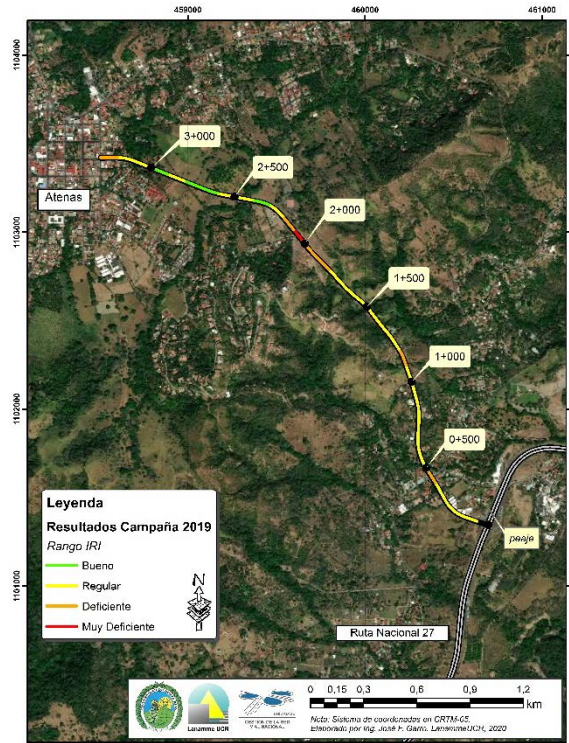 459000
460000
461000
1104000
1103000
1102000
1101000
3+000
2+500
Atenas
2+000
1+500
1+000
0+500
peaje
Leyenda
Resultados Campaña 2019
Rango IRI
Bueno
Regular
Deficiente
Muy Deficiente
N
Ruta Nacional 27
Lanamme UCR
0 0,15 0,3 0,6 0,9 1,2
km
Nota: Sistema de coordenadas en CRTM-05.
Elaborado por Ing. José F. Garro. LanammeUCR, 2020